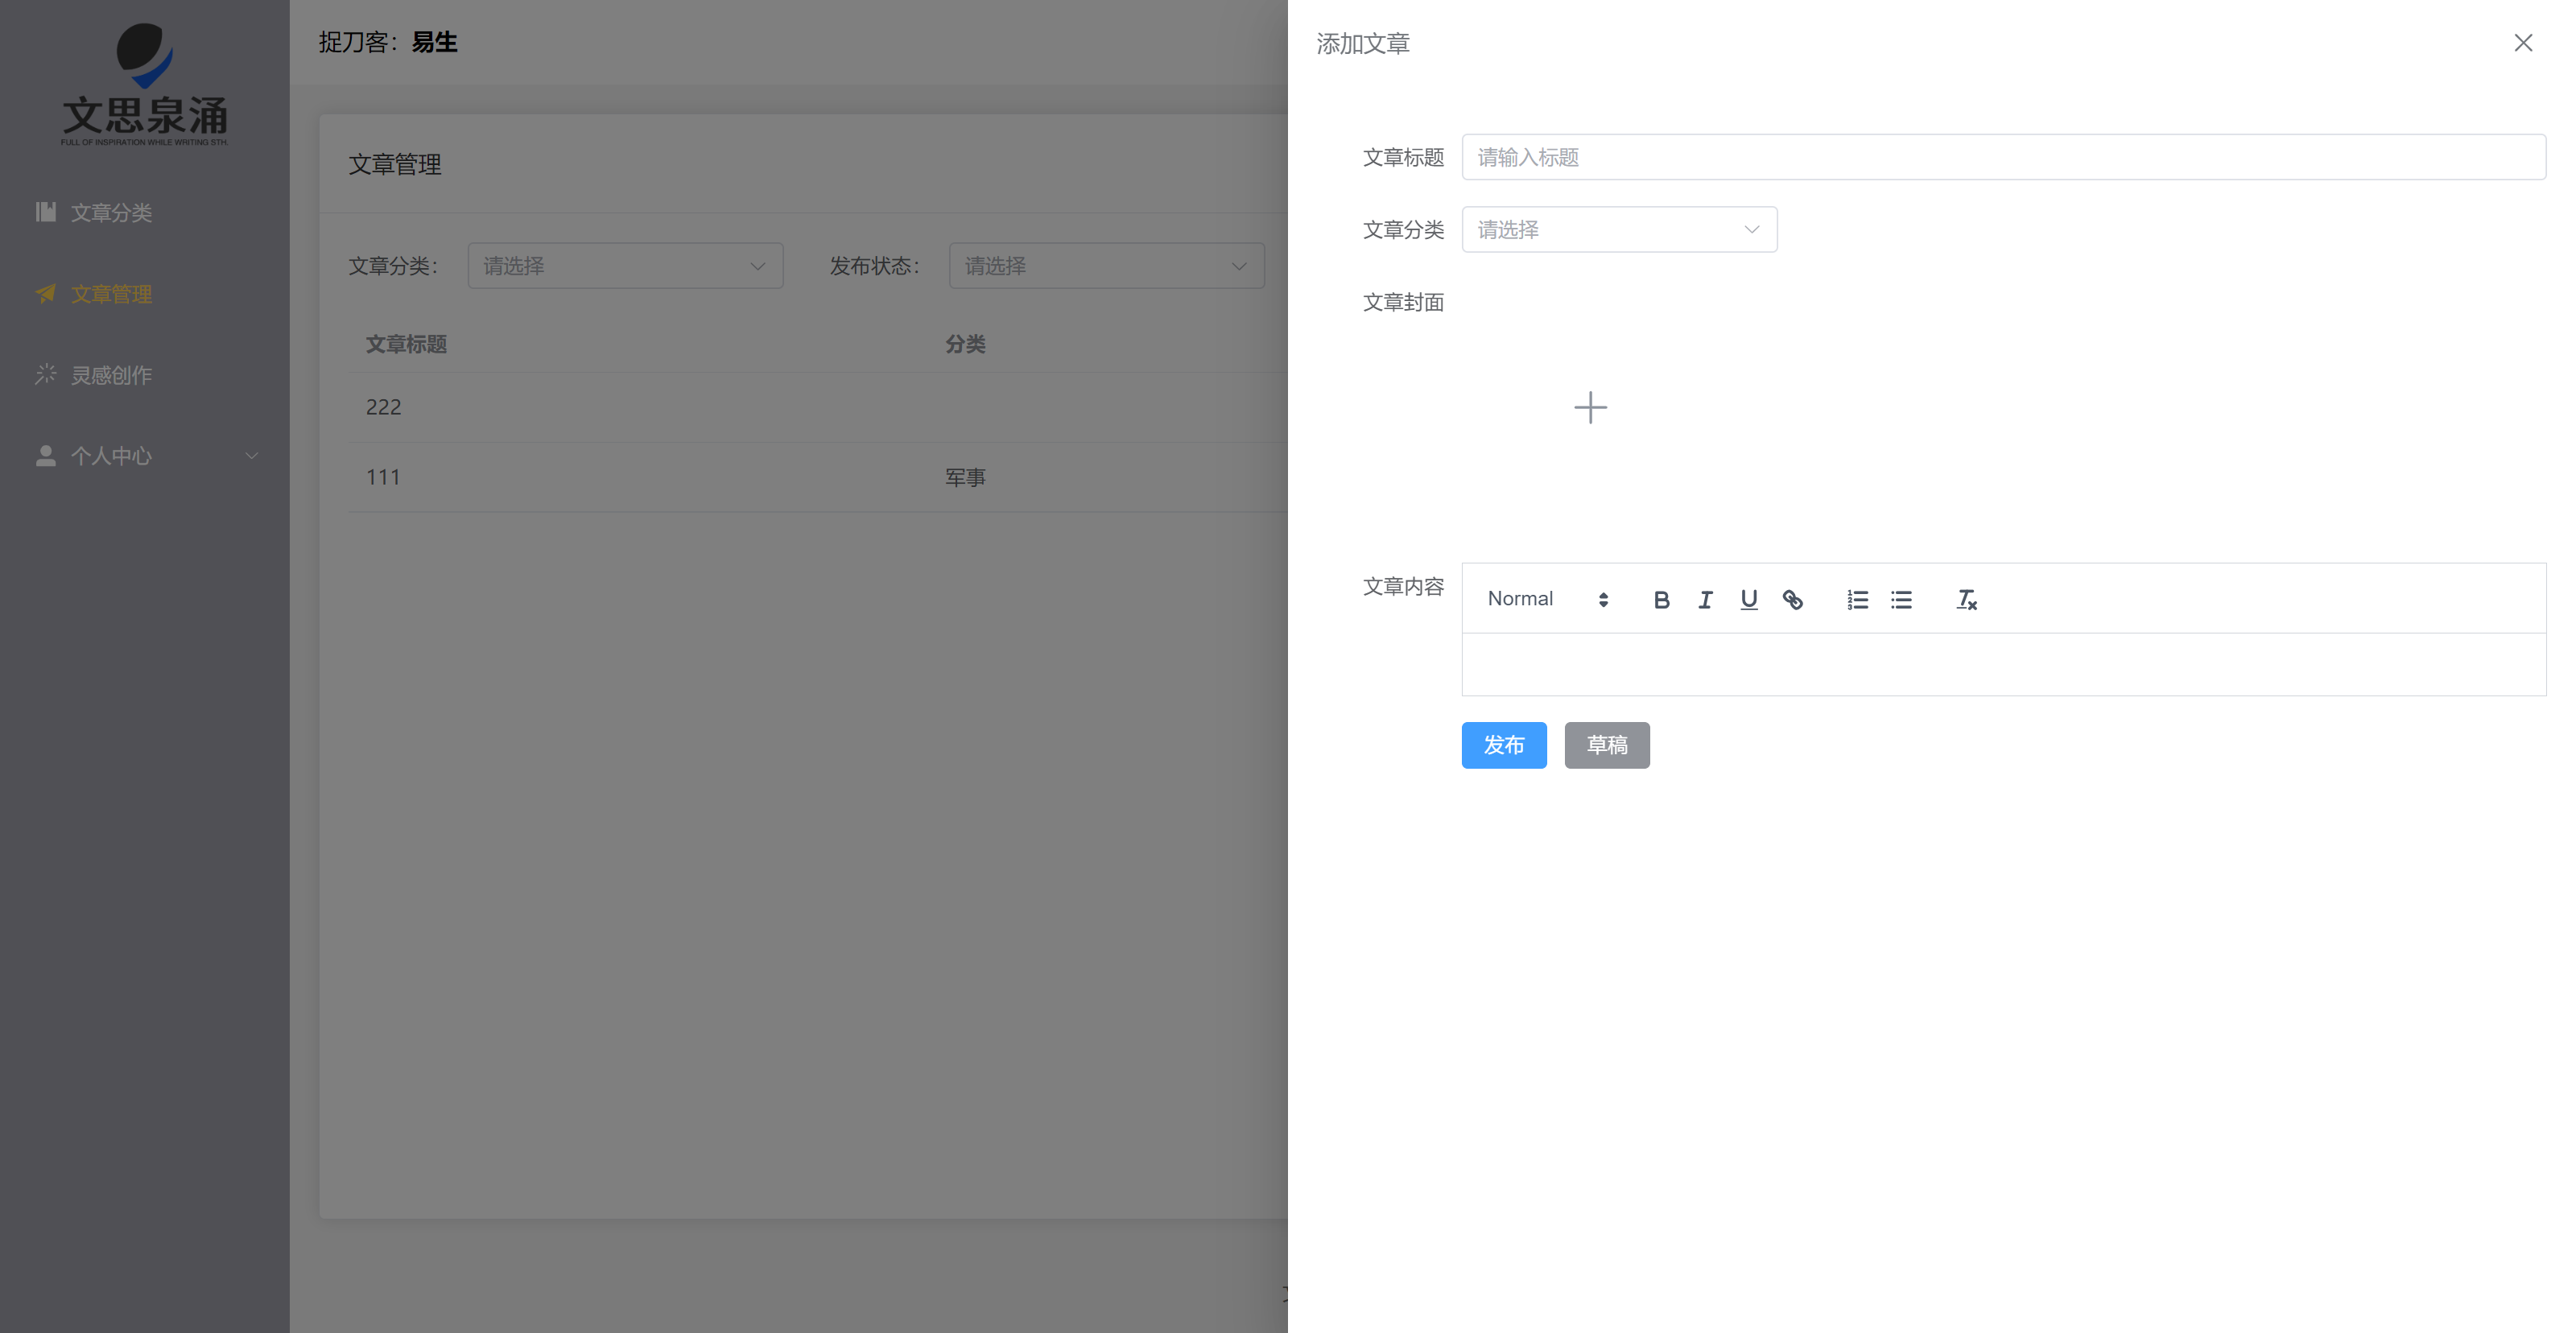 文思泉涌
FULL OF INSPIRATION WHILE WRITING STH.
文章分类
文章管理
灵感创作
个人中心
捉刀客：易生
文章管理
文章分类： 请选择 发布状态： 请选择
文章标题 分类
222
111 军事
添加文章
文章标题 请输入标题
文章分类 请选择
文章封面
文章内容 Normal
发布 草稿